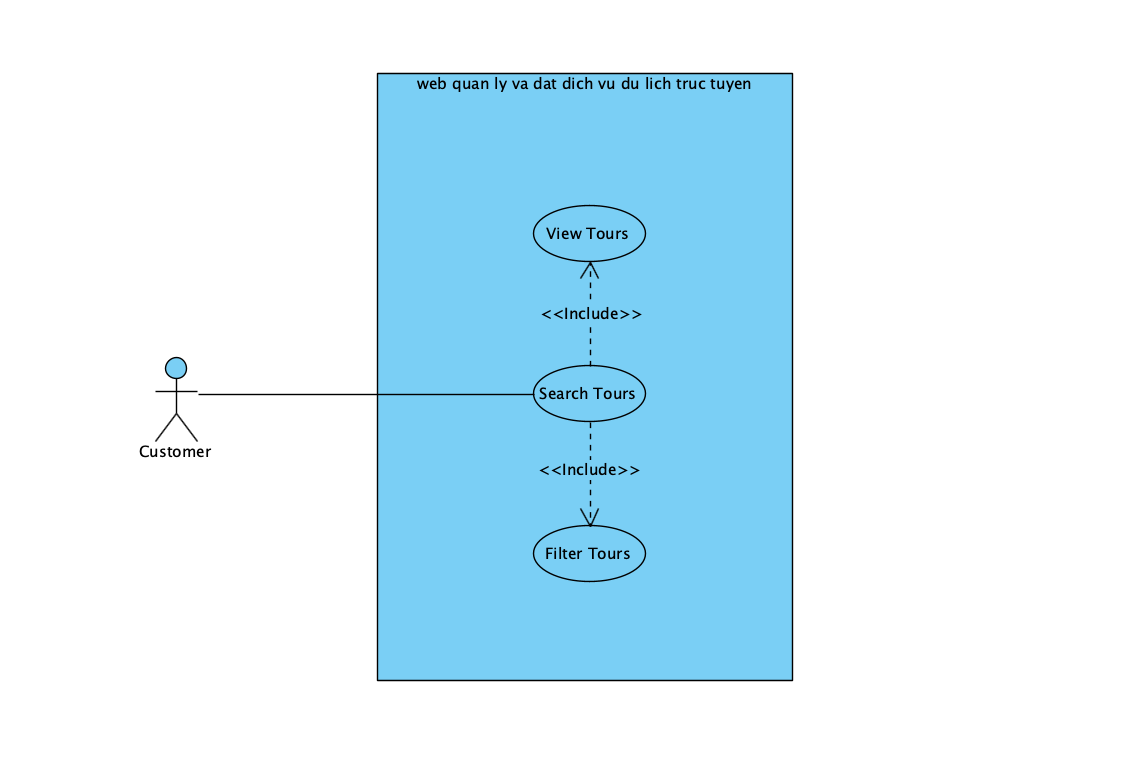 web quan ly va dat dich vu du lich truc tuyen
View Tours
<<Include>>
Search Tours
Customer
<<Include>>
Filter Tours